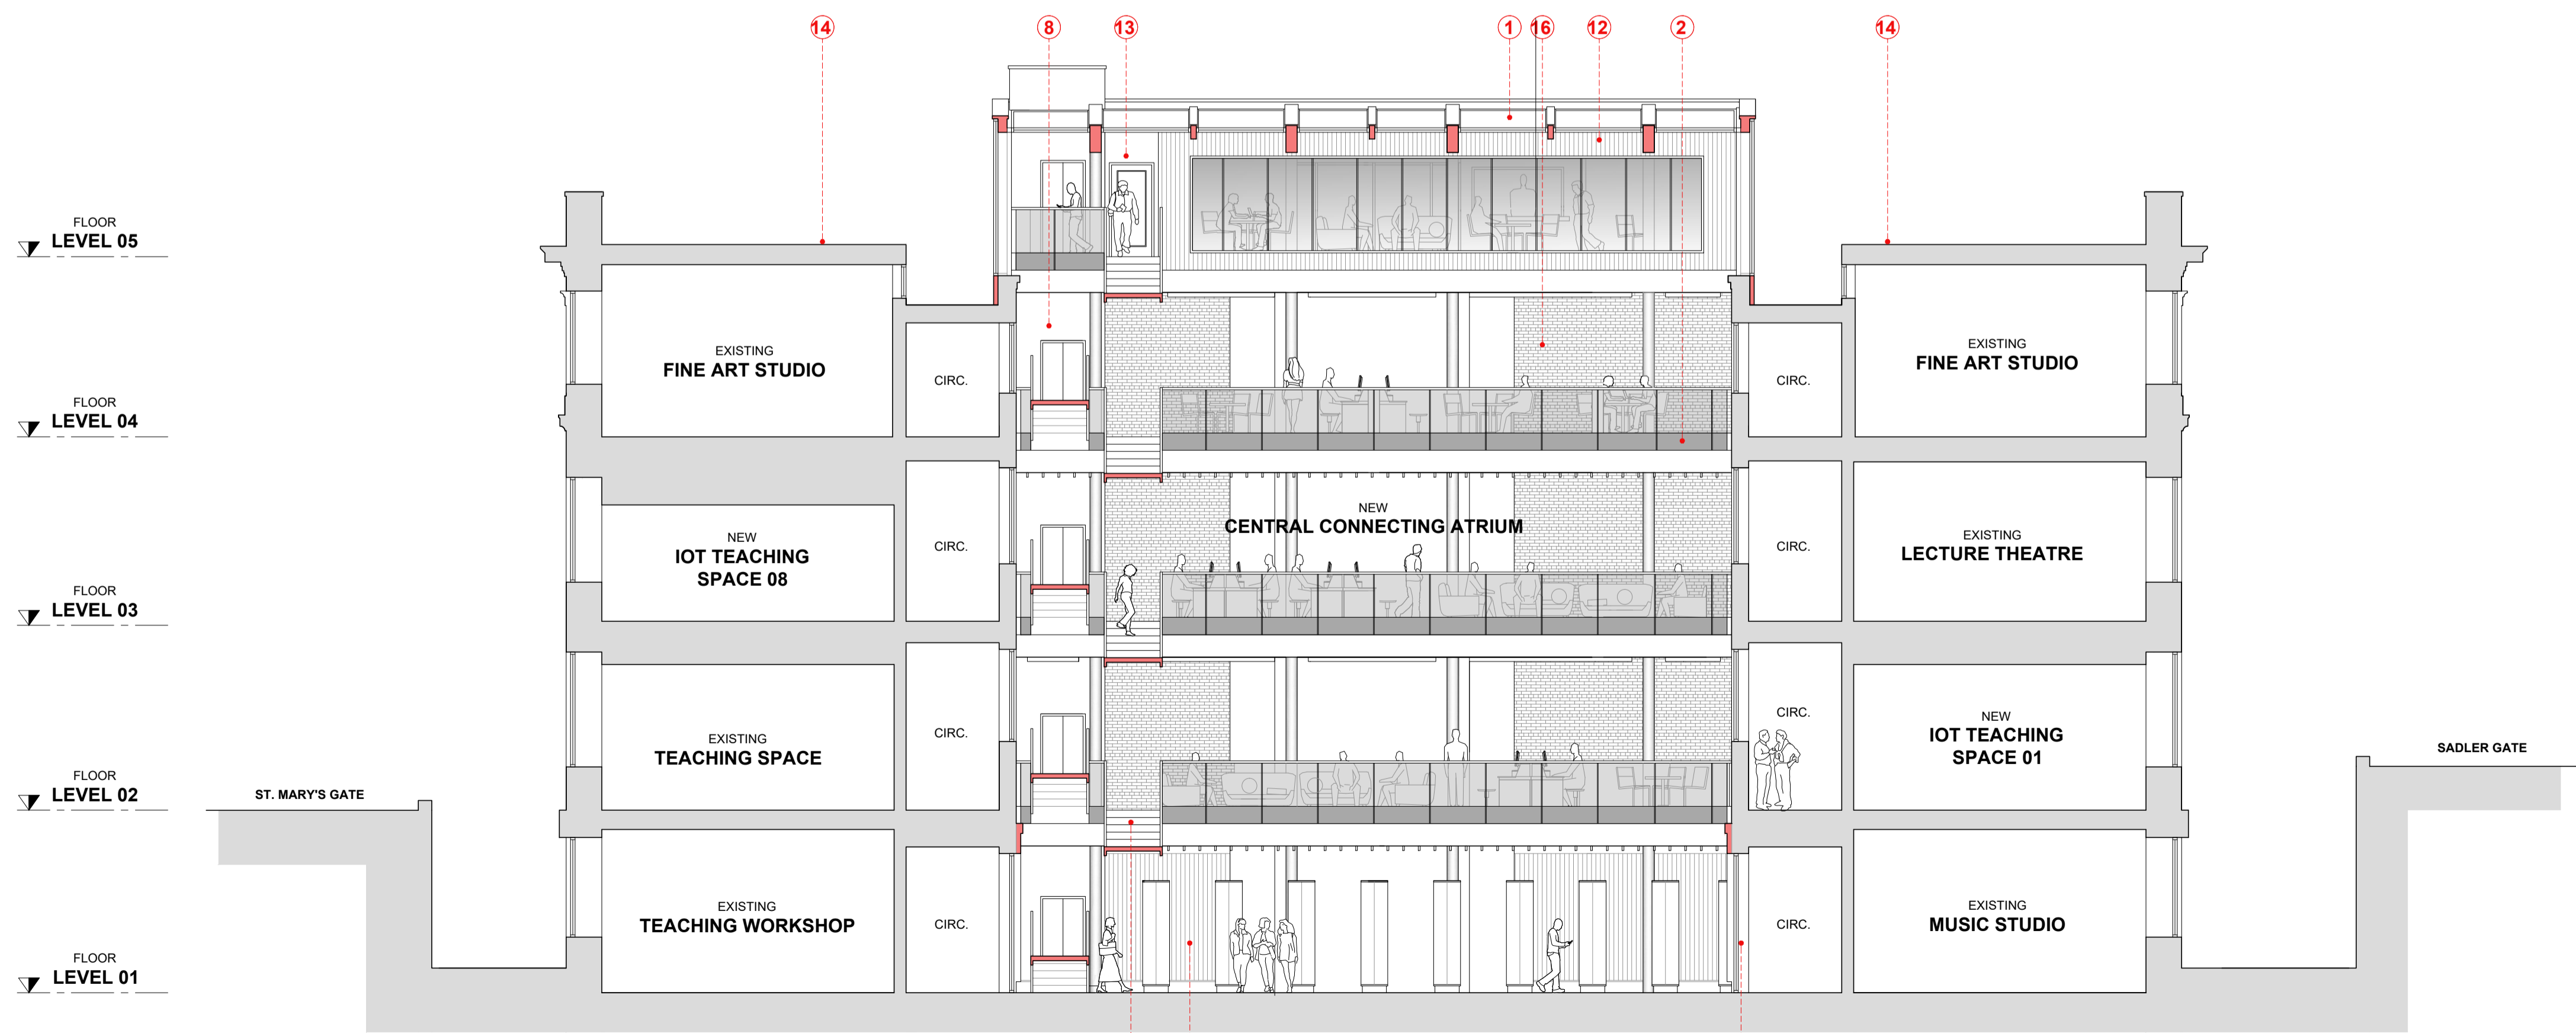 14
8
13
1
16
12
2
14
FLOOR
LEVEL 05
FLOOR
LEVEL 04
FLOOR
LEVEL 03
FLOOR
LEVEL 02
FLOOR
LEVEL 01
EXISTING
FINE ART STUDIO
CIRC.
CIRC.
EXISTING
FINE ART STUDIO
NEW
IOT TEACHING
SPACE 08
CIRC.
NEW
CENTRAL CONNECTING ATRIUM
CIRC.
EXISTING
LECTURE THEATRE
ST. MARY'S GATE
EXISTING
TEACHING SPACE
CIRC.
CIRC.
NEW
IOT TEACHING
SPACE 01
SADLER GATE
EXISTING
TEACHING WORKSHOP
CIRC.
CIRC.
EXISTING
MUSIC STUDIO